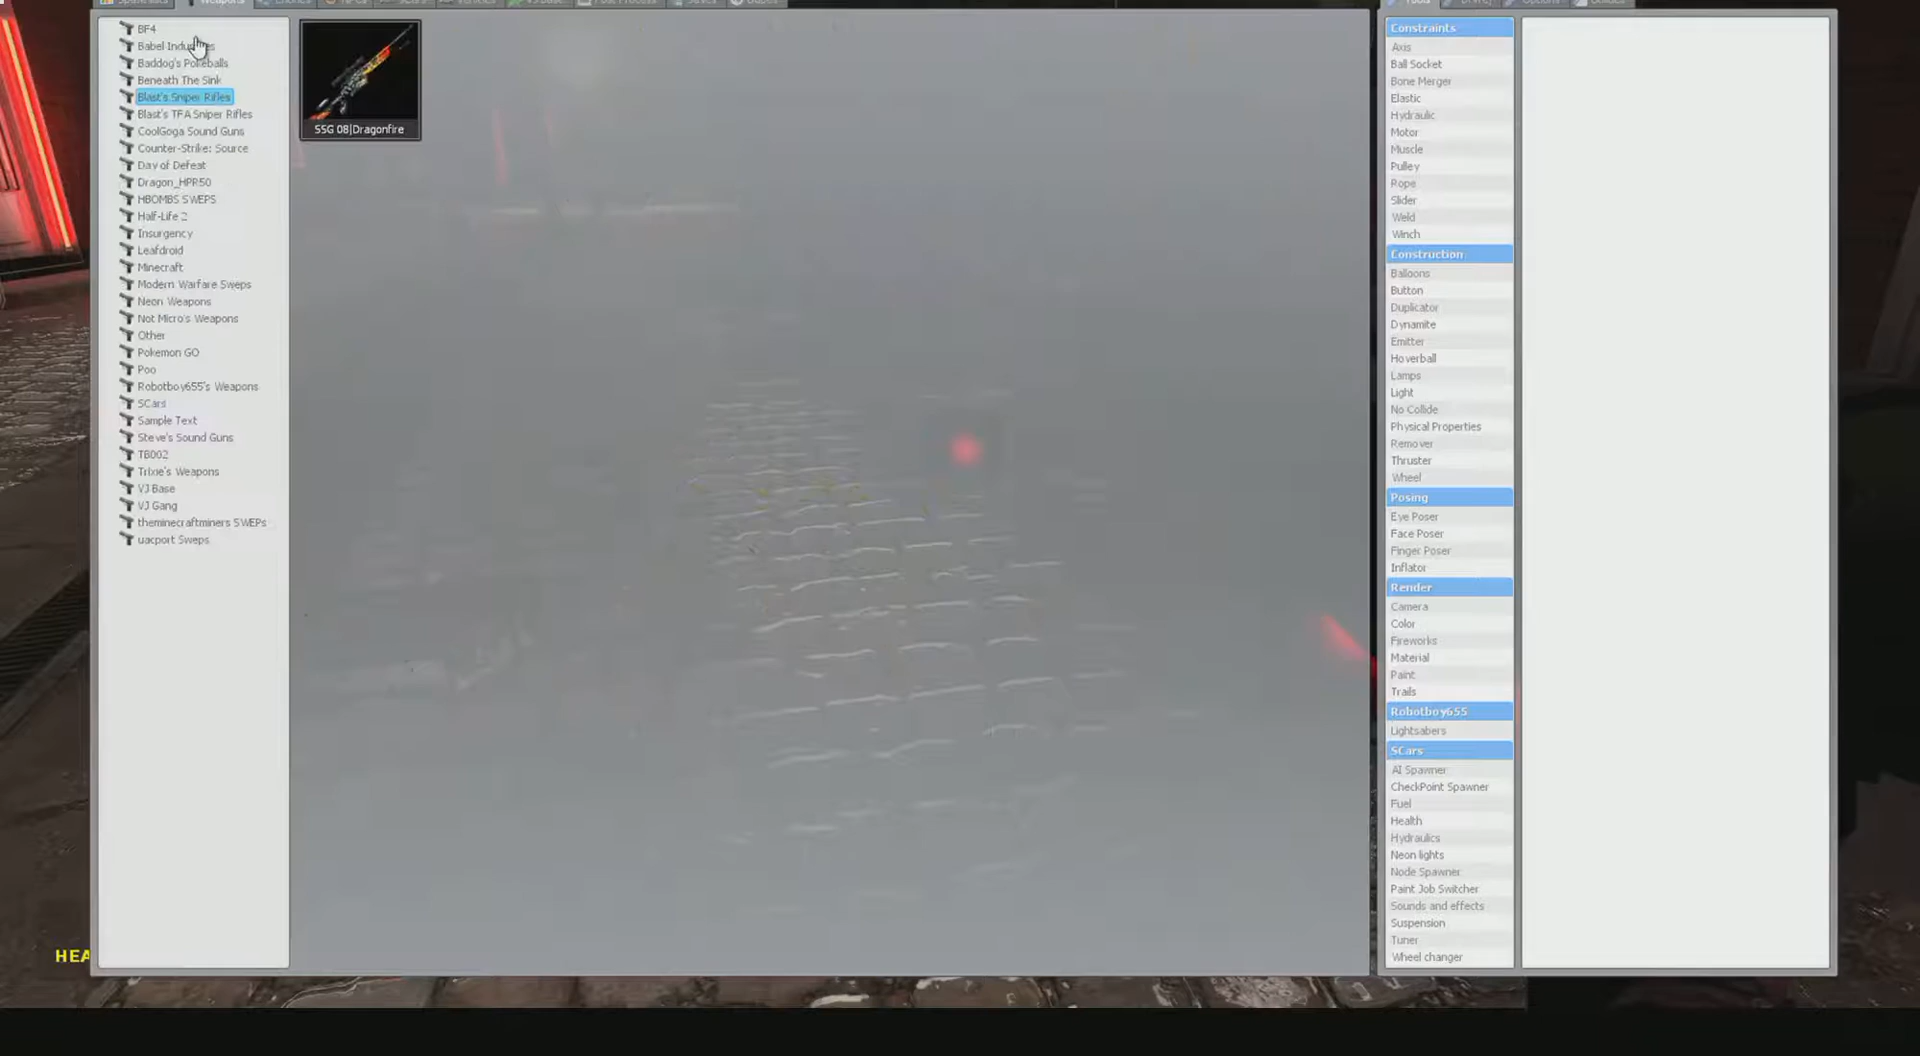 Weapons
BF4
Babel Industries
Baddog's Pokeballs
Beneath The Sink
Blast's Sniper Rifles
Blast's TFA Sniper Rifles
CoolGoga Sound Guns
Counter-Strike: Source
Day of Defeat
Dragon_HPR50
HBOMBS SWEPS
Half-Life 2
Insurgency
Leafdroid
Minecraft
Modern Warfare Sweps
Neon Weapons
Not Micro's Weapons
Other
Pokemon GO
Poo
Robotboy655's Weapons
SCars
Sample Text
Steve's Sound Guns
TB002
Trixie's Weapons
VJ Base
VJ Gang
theminecraftminers SWEPs
uacport Sweps
SSG 08|Dragonfire
HEA
Constraints
Axis
Ball Socket
Bone Merger
Elastic
Hydraulic
Motor
Muscle
Pulley
Rope
Slider
Weld
Winch
Construction
Balloons
Button
Duplicator
Dynamite
Emitter
Hoverball
Lamps
Light
No Collide
Physical Properties
Remover
Thruster
Wheel
Posing
Eye Poser
Face Poser
Finger Poser
Inflator
Render
Camera
Color
Fireworks
Material
Paint
Trails
Robotboy655
Lightsabers
SCars
AI Spawner
CheckPoint Spawner
Fuel
Health
Hydraulics
Neon lights
Node Spawner
Paint Job Switcher
Sounds and effects
Suspension
Tuner
Wheel changer